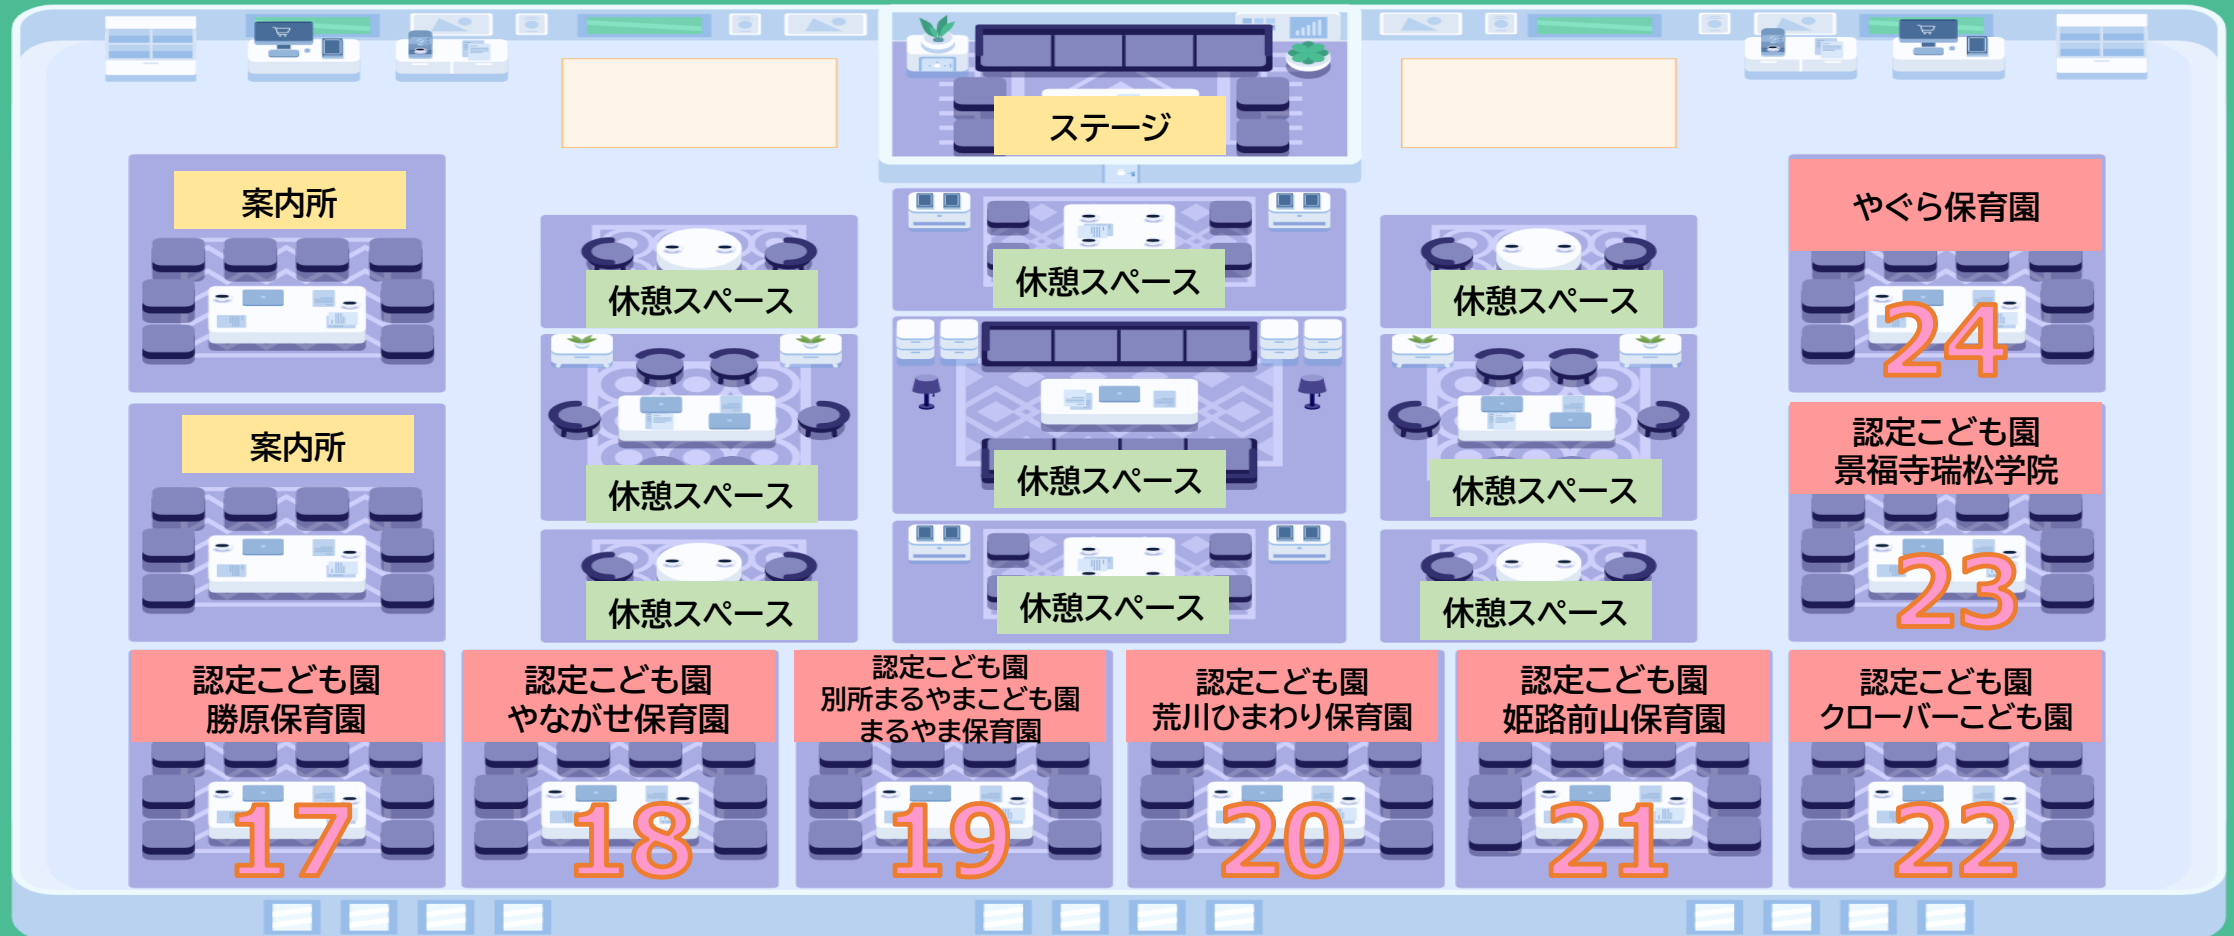 ステージ
案内所
やぐら保育園
休憩スペース
休憩スペース
休憩スペース
24
案内所
認定こども園
景福寺瑞松学院
休憩スペース
休憩スペース
休憩スペース
23
休憩スペース
休憩スペース
休憩スペース
認定こども園
勝原保育園
17
認定こども園
やながせ保育園
18
認定こども園
別所まるやまこども園
まるやま保育園
19
認定こども園
荒川ひまわり保育園
20
認定こども園
姫路前山保育園
21
認定こども園
クローバーこども園
22